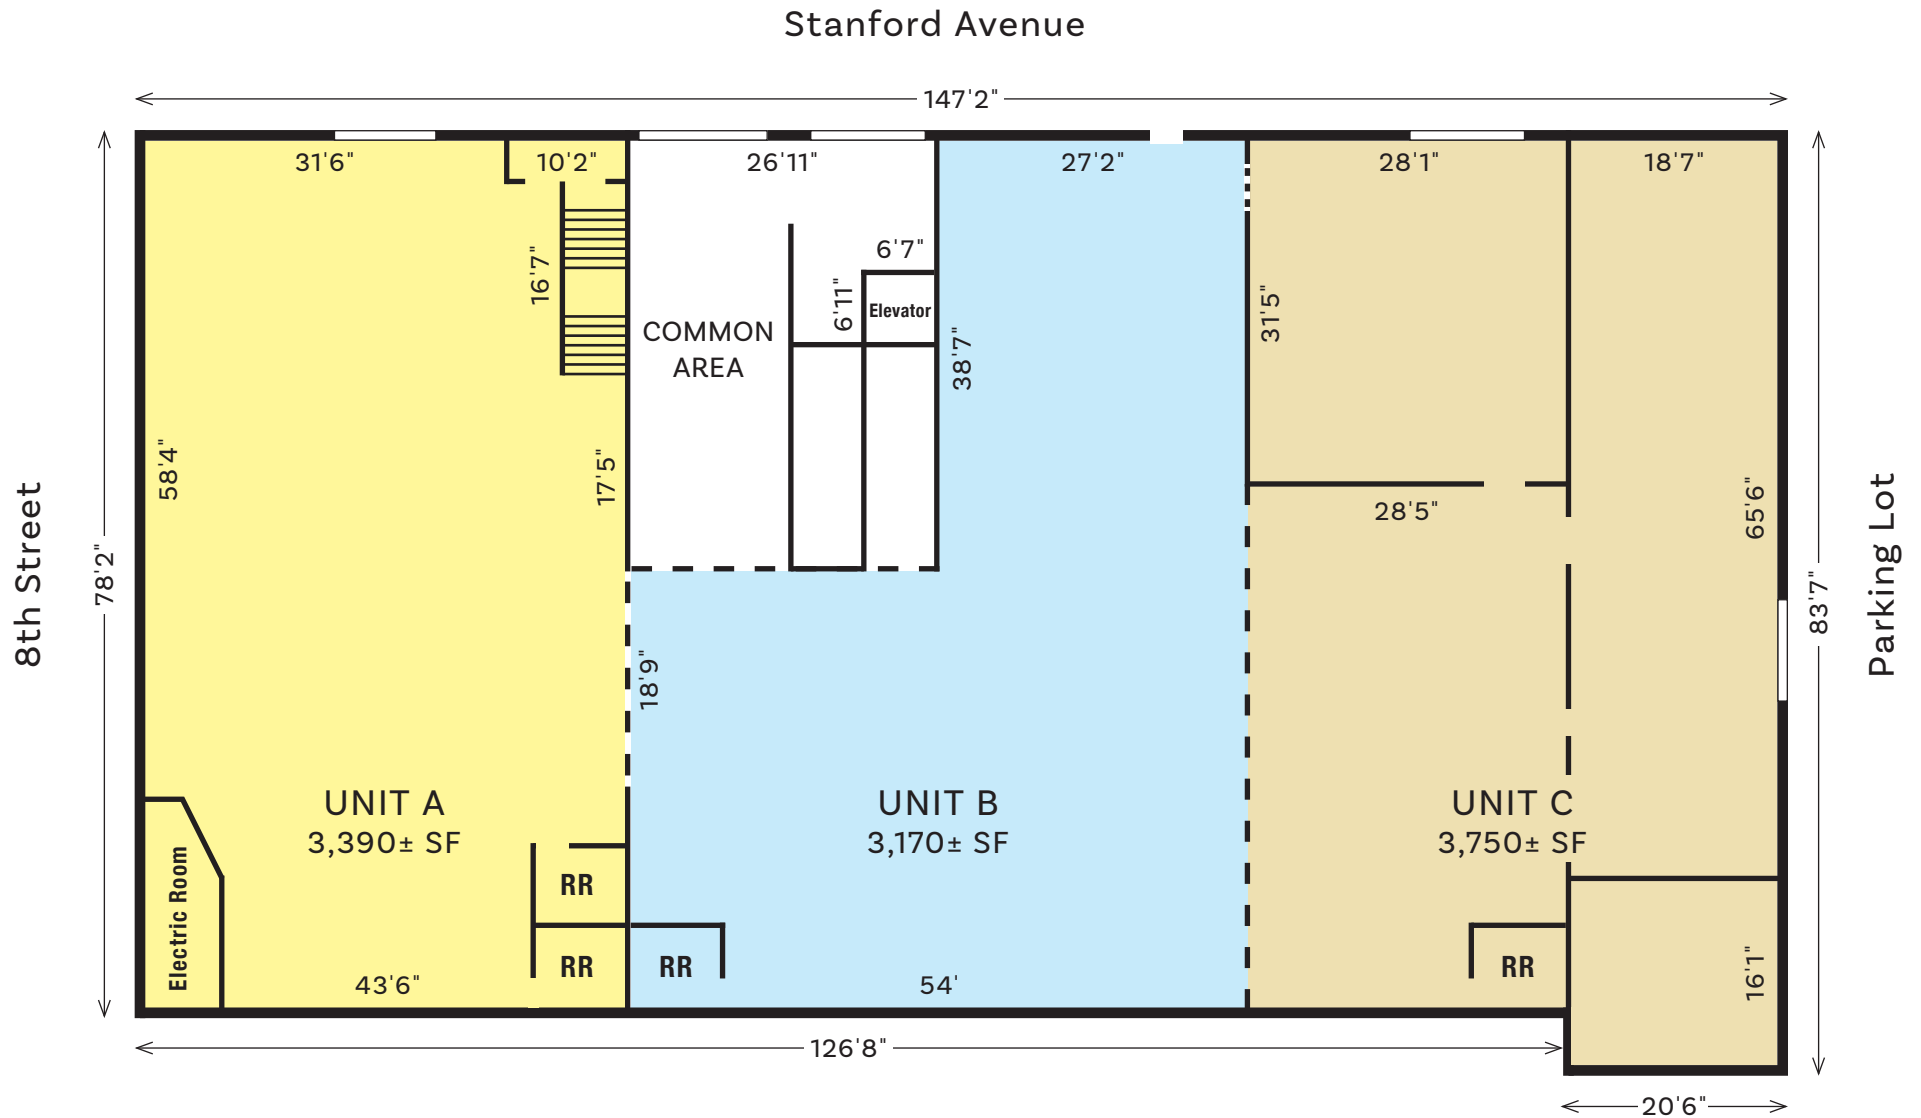 Stanford Avenue
147'2"
31'6"
10'2"
26'11"
27'2"
28'1"
18'7"
6'7"
16'7"
6'11"
Elevator
31'5"
COMMON
AREA
38'7"
58'4"
17'5"
28'5"
65'6"
8th Street
78'2"
83'7"
Parking Lot
18'9"
UNIT A
3,390± SF
UNIT B
3,170± SF
UNIT C
3,750± SF
Electric Room
RR
RR
RR
RR
16'1"
43'6"
54'
126'8"
20'6"